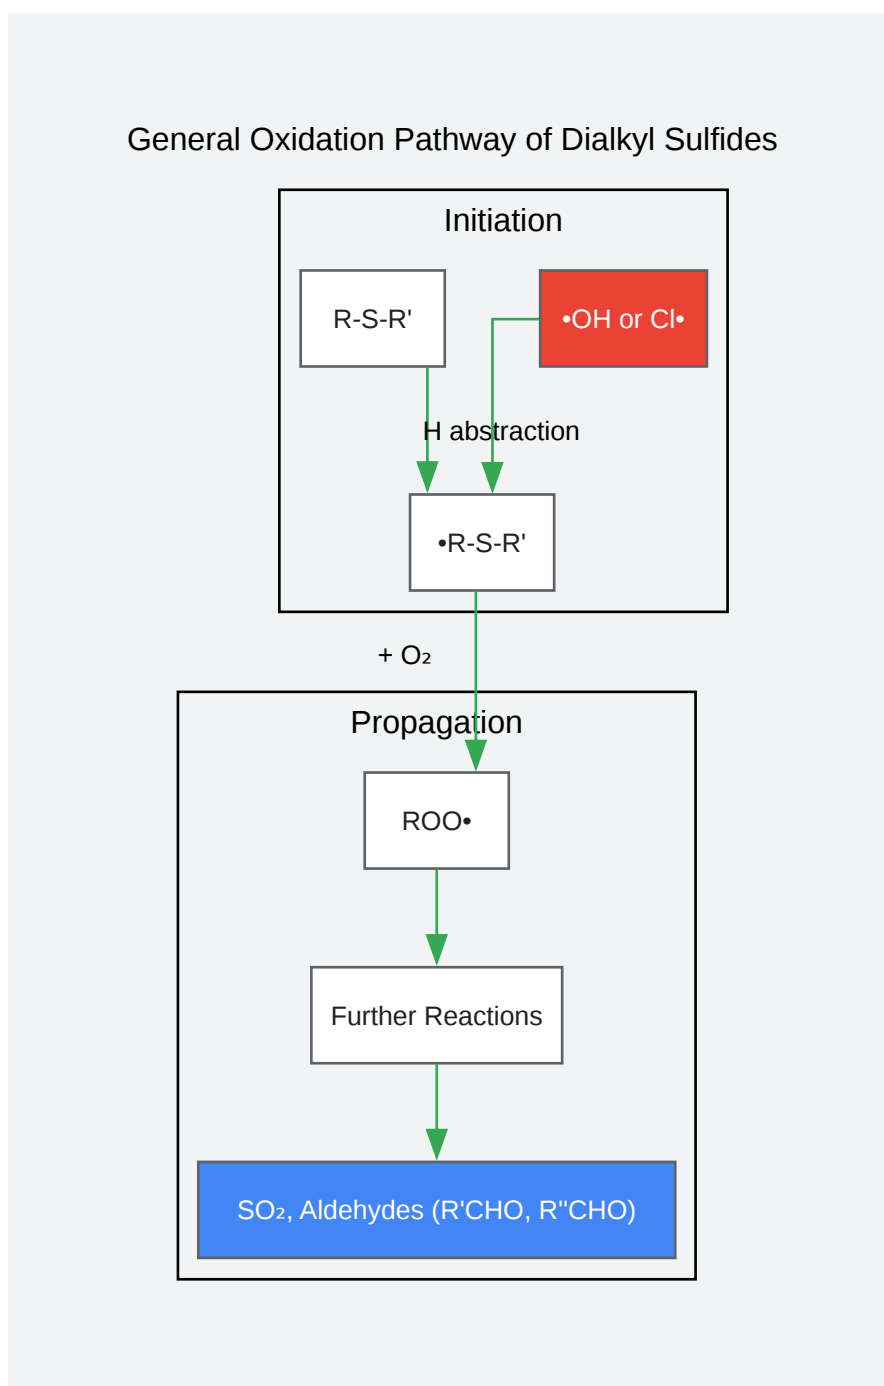 General Oxidation Pathway of Dialkyl Sulfides
Initiation
R-S-R'
•OH or Cl•
H abstraction
•R-S-R'
+ O₂
Propagation
ROO•
Further Reactions
SO₂, Aldehydes (R'CHO, R"CHO)